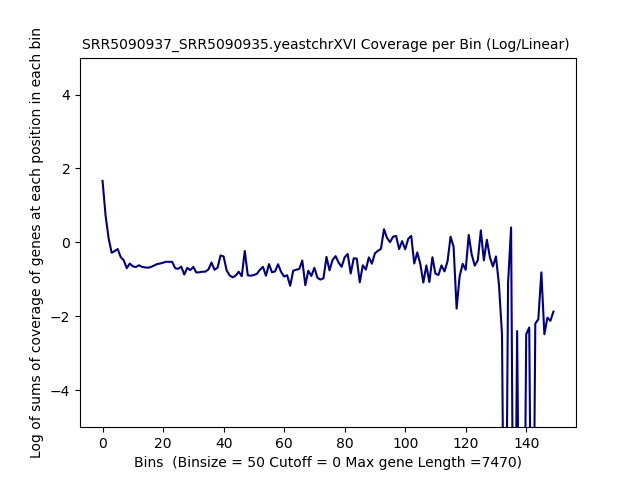 SRR5090937_SRR5090935.yeastchrXVI Coverage per Bin (Log/Linear)
Log of sums of coverage of genes at each position in each bin
4
2
0
−2
−4
0 20 40 60 80 100 120 140
Bins  (Binsize = 50 Cutoff = 0 Max gene Length =7470)